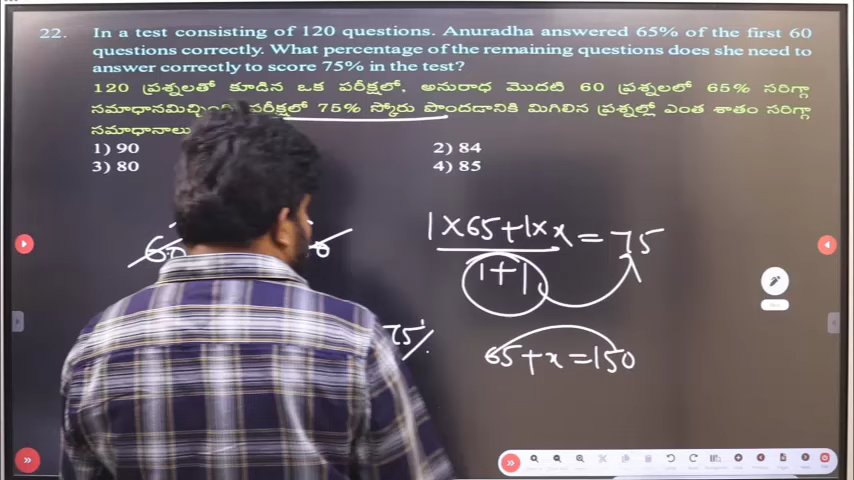 22. In a test consisting of 120 questions. Anuradha answered 65% of the first 60
questions correctly. What percentage of the remaining questions does she need to
answer correctly to score 75% in the test?
120 ప్రశ్నలతో కూడిన ఒక పరీక్షలో, అనురాధ మొదటి 60 ప్రశ్నలలో 65% సరిగ్గా
పరీక్షలో 75% స్కోరు పొందడానికి మిగిలిన ప్రశ్నల్లో ఎంత శాతం సరిగ్గా
సమాధానాలు
1) 90 2) 84
3) 80 4) 85
1×65+1×x = 75
1+1
60
75%
65+x=150